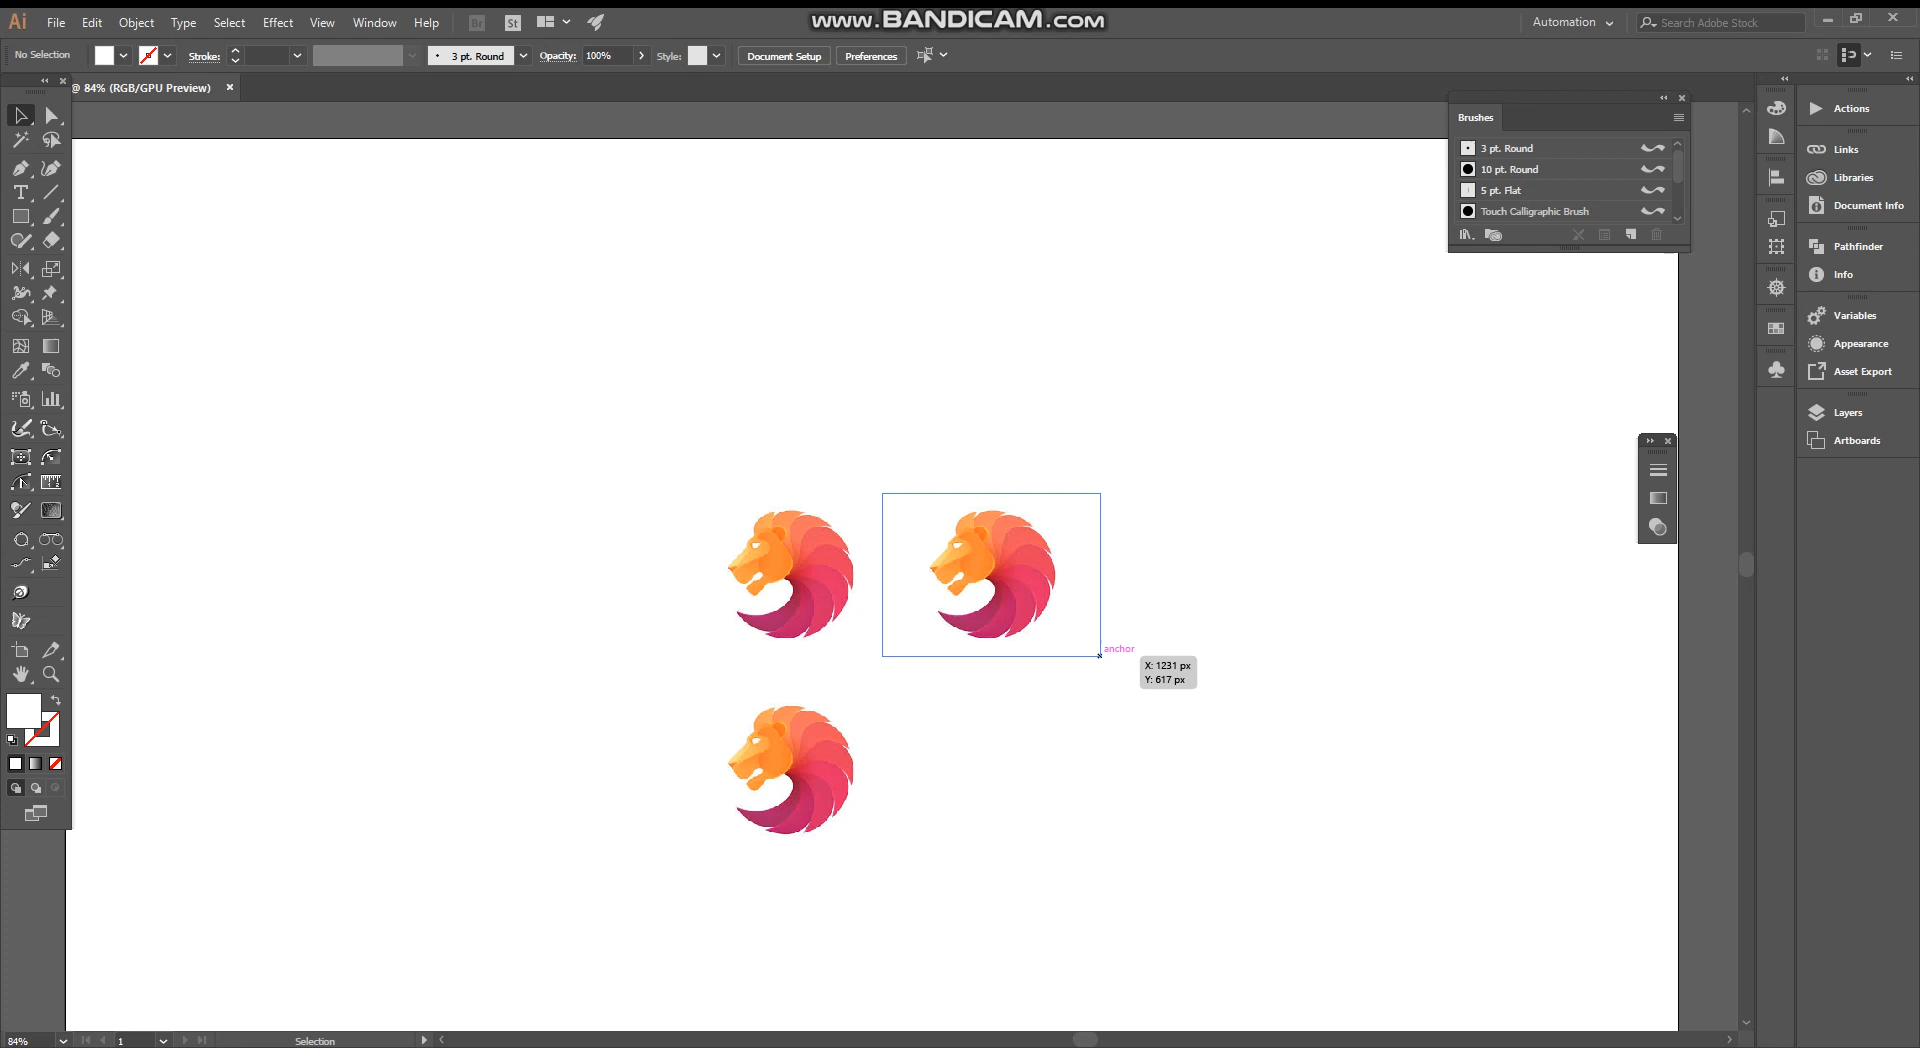 Ai File Edit Object Type Select Effect View Window Help Br St www.BANDICAM.com Automation Search Adobe Stock
No Selection Stroke: 3 pt. Round Opacity: 100% Style: Document Setup Preferences
@ 84% (RGB/GPU Preview)
Brushes
3 pt. Round
10 pt. Round
5 pt. Flat
Touch Calligraphic Brush
Actions
Links
Libraries
Document Info
Pathfinder
Info
Variables
Appearance
Asset Export
Layers
Artboards
anchor
X: 1231 px
Y: 617 px
84% 1 Selection